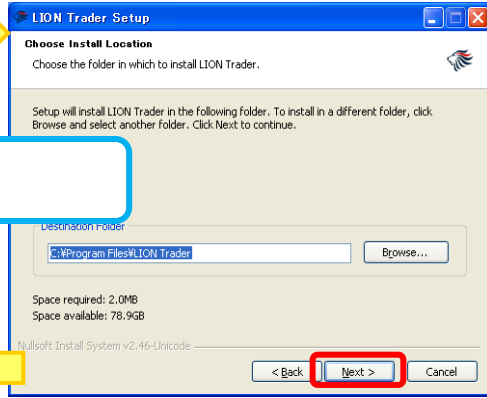 LION Trader Setup
Choose Install Location
Choose the folder in which to install LION Trader.
Setup will install LION Trader in the following folder. To install in a different folder, click
Browse and select another folder. Click Next to continue.
Destination Folder
C:¥Program Files¥LION Trader
Browse...
Space required: 2.0MB
Space available: 78.9GB
Nullsoft Install System v2.46-Unicode
< Back
Next >
Cancel